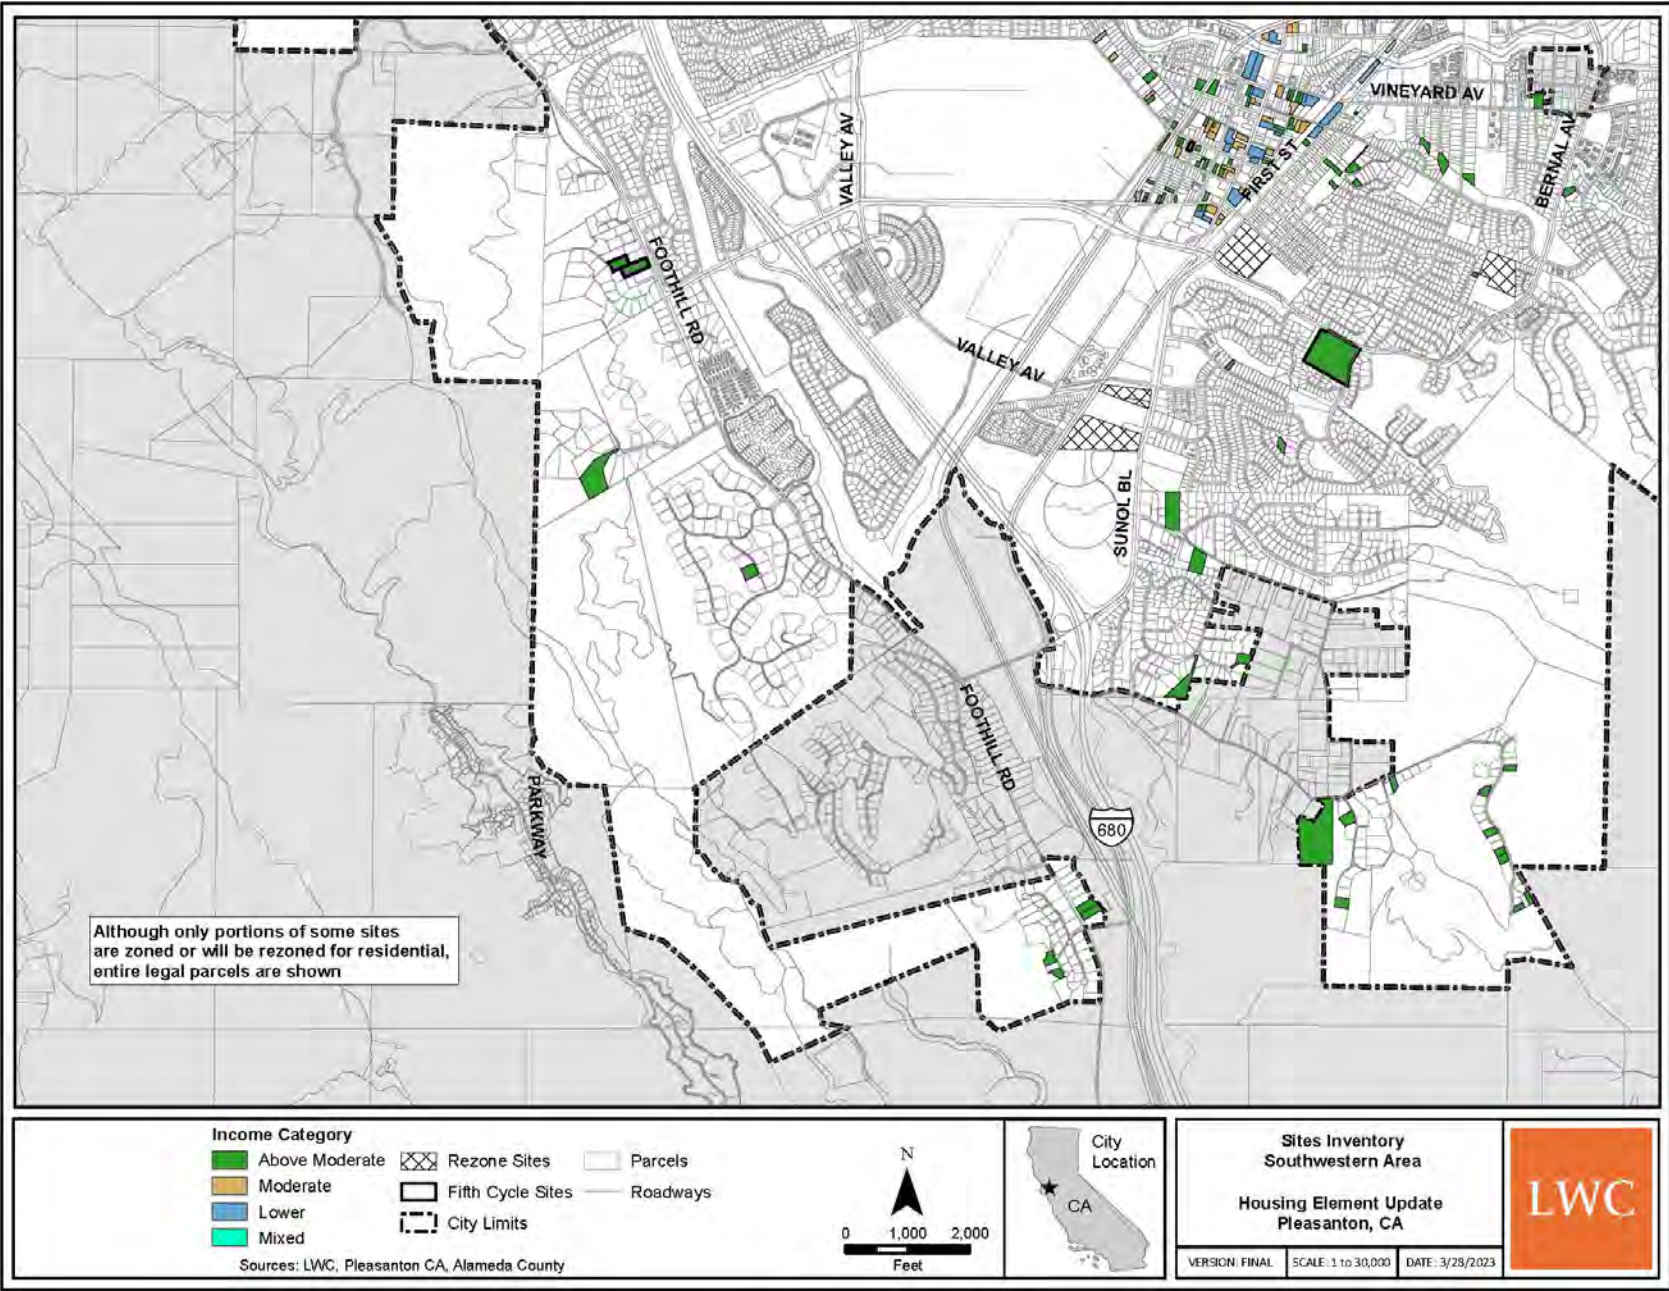 VINEYARD AV
VALLEY AV
FIRST ST
BERNAL AV
FOOTHILL RD
VALLEY AV
SUNOL BL
FOOTHILL RD
PARKWAY
680
Although only portions of some sites
are zoned or will be rezoned for residential,
entire legal parcels are shown
Income Category
Above Moderate
Moderate
Lower
Mixed
Rezone Sites
Fifth Cycle Sites
City Limits
Parcels
Roadways
Sources: LWC, Pleasanton CA, Alameda County
N
0 1,000 2,000
Feet
City
Location
CA
Sites Inventory
Southwestern Area
Housing Element Update
Pleasanton, CA
VERSION: FINAL
SCALE: 1 to 30,000
DATE: 3/28/2023
LWC